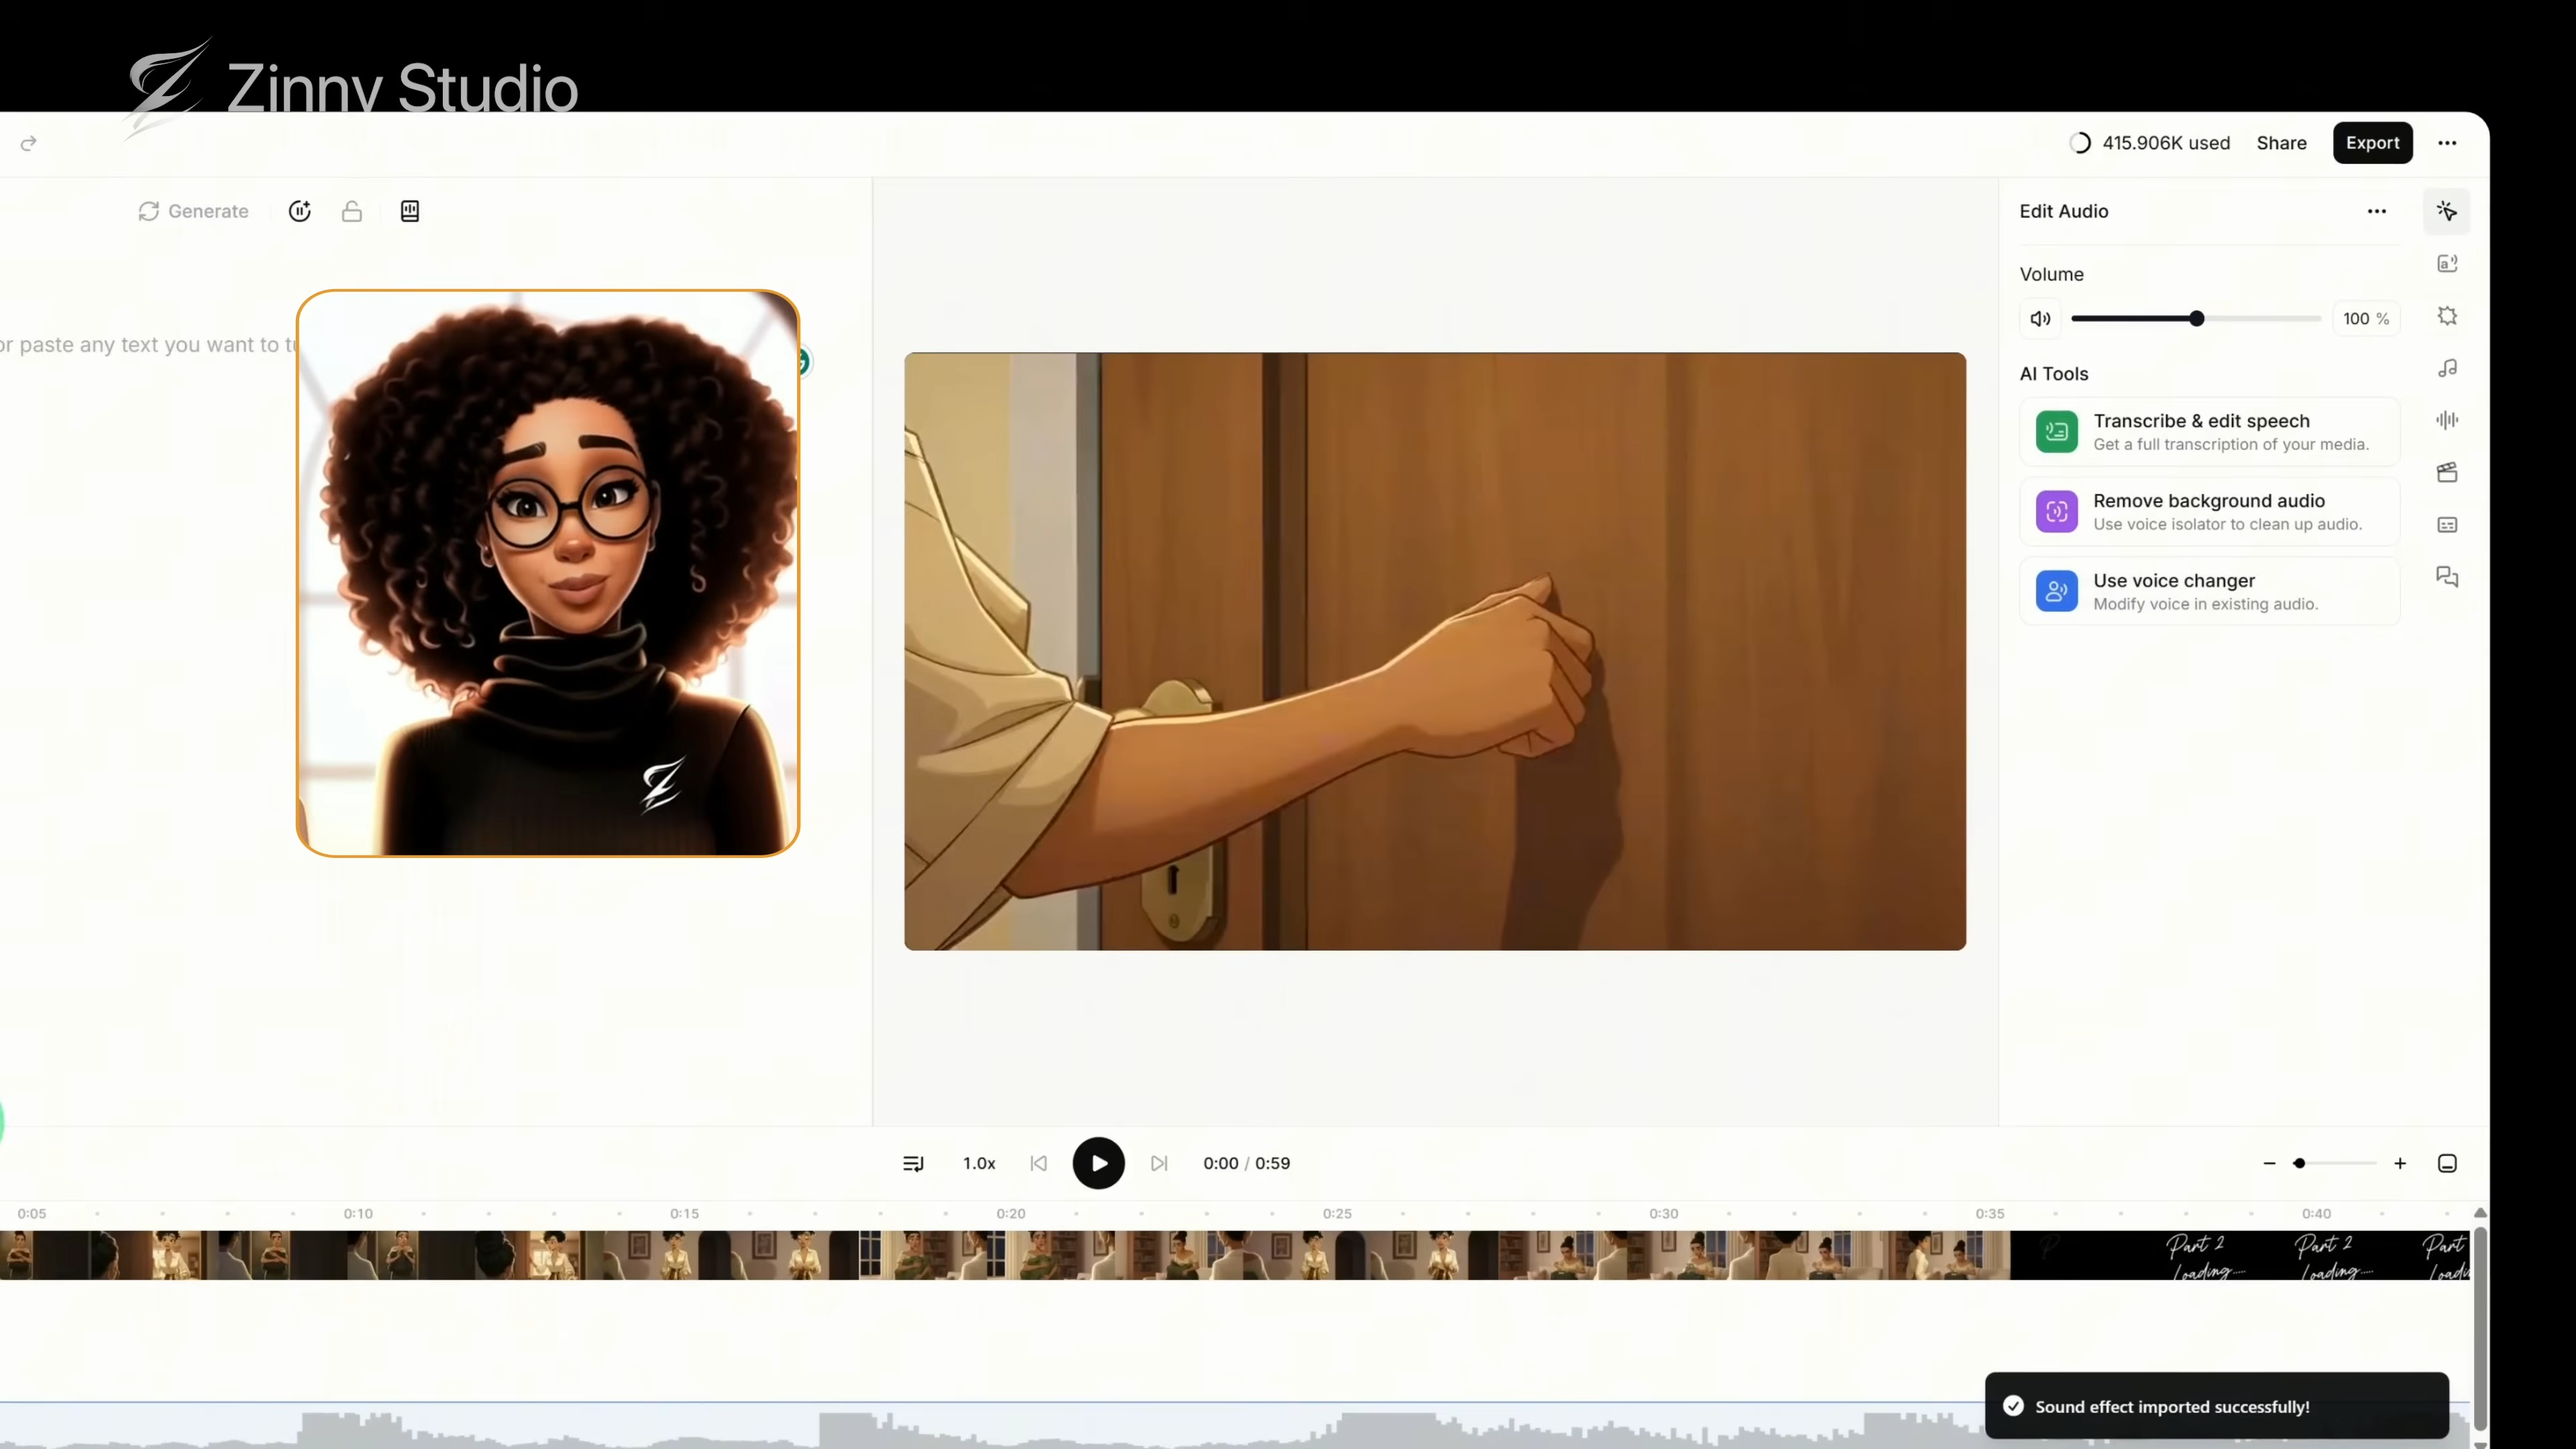 Zinny Studio
415.906K used
Share
Export
Generate
or paste any text you want to
Edit Audio
Volume
100 %
AI Tools
Transcribe & edit speech
Get a full transcription of your media.
Remove background audio
Use voice isolator to clean up audio.
Use voice changer
Modify voice in existing audio.
1.0x
0:00 / 0:59
0:05
0:10
0:15
0:20
0:25
0:30
0:35
0:40
P
Part 2
Loading....
Part 2
Loading....
Part
Sound effect imported successfully!